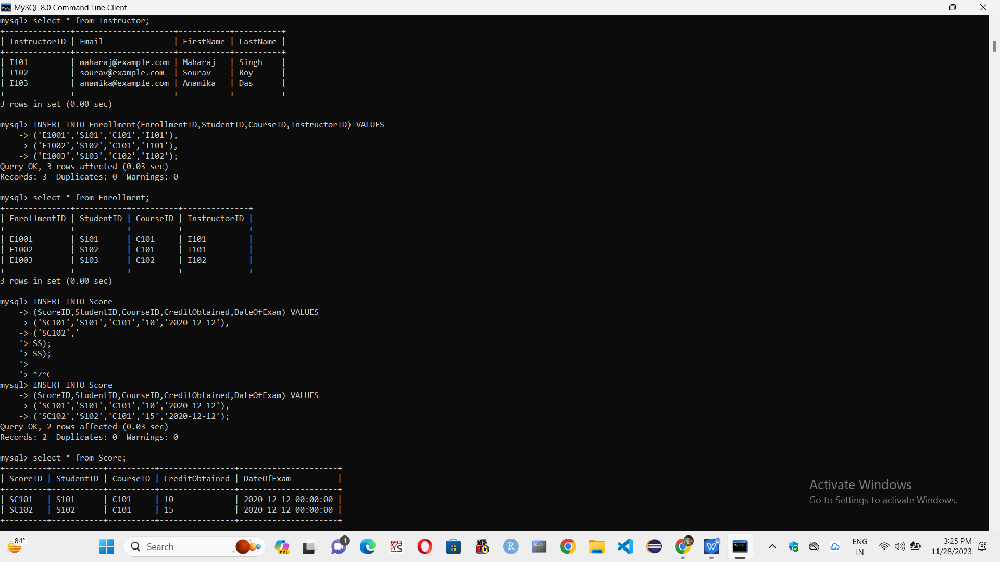 MySQL 8.0 Command Line Client
mysql> select * from Instructor;
+--------------+---------------------+-----------+----------+
| InstructorID | Email               | FirstName | LastName |
+--------------+---------------------+-----------+----------+
| I101         | maharaj@example.com | Maharaj   | Singh    |
| I102         | sourav@example.com  | Sourav    | Roy      |
| I103         | anamika@example.com | Anamika   | Das      |
+--------------+---------------------+-----------+----------+
3 rows in set (0.00 sec)
mysql> INSERT INTO Enrollment(EnrollmentID,StudentID,CourseID,InstructorID) VALUES
    -> ('E1001','S101','C101','I101'),
    -> ('E1002','S102','C101','I101'),
    -> ('E1003','S103','C102','I102');
Query OK, 3 rows affected (0.03 sec)
Records: 3  Duplicates: 0  Warnings: 0
mysql> select * from Enrollment;
+--------------+-----------+----------+--------------+
| EnrollmentID | StudentID | CourseID | InstructorID |
+--------------+-----------+----------+--------------+
| E1001        | S101      | C101     | I101         |
| E1002        | S102      | C101     | I101         |
| E1003        | S103      | C102     | I102         |
+--------------+-----------+----------+--------------+
3 rows in set (0.00 sec)
mysql> INSERT INTO Score
    -> (ScoreID,StudentID,CourseID,CreditObtained,DateOfExam) VALUES
    -> ('SC101','S101','C101','10','2020-12-12'),
    -> ('SC102','
    '> SS);
    '> SS);
    '>
    '> ^Z^C
mysql> INSERT INTO Score
    -> (ScoreID,StudentID,CourseID,CreditObtained,DateOfExam) VALUES
    -> ('SC101','S101','C101','10','2020-12-12'),
    -> ('SC102','S102','C101','15','2020-12-12');
Query OK, 2 rows affected (0.03 sec)
Records: 2  Duplicates: 0  Warnings: 0
mysql> select * from Score;
+---------+-----------+----------+----------------+---------------------+
| ScoreID | StudentID | CourseID | CreditObtained | DateOfExam          |
+---------+-----------+----------+----------------+---------------------+
| SC101   | S101      | C101     | 10             | 2020-12-12 00:00:00 |
| SC102   | S102      | C101     | 15             | 2020-12-12 00:00:00 |
+---------+-----------+----------+----------------+---------------------+
Activate Windows
Go to Settings to activate Windows.
84°
Search
PRE
1
MS
R
SQL>
W
MySQL
ENG
IN
3:25 PM
11/28/2023